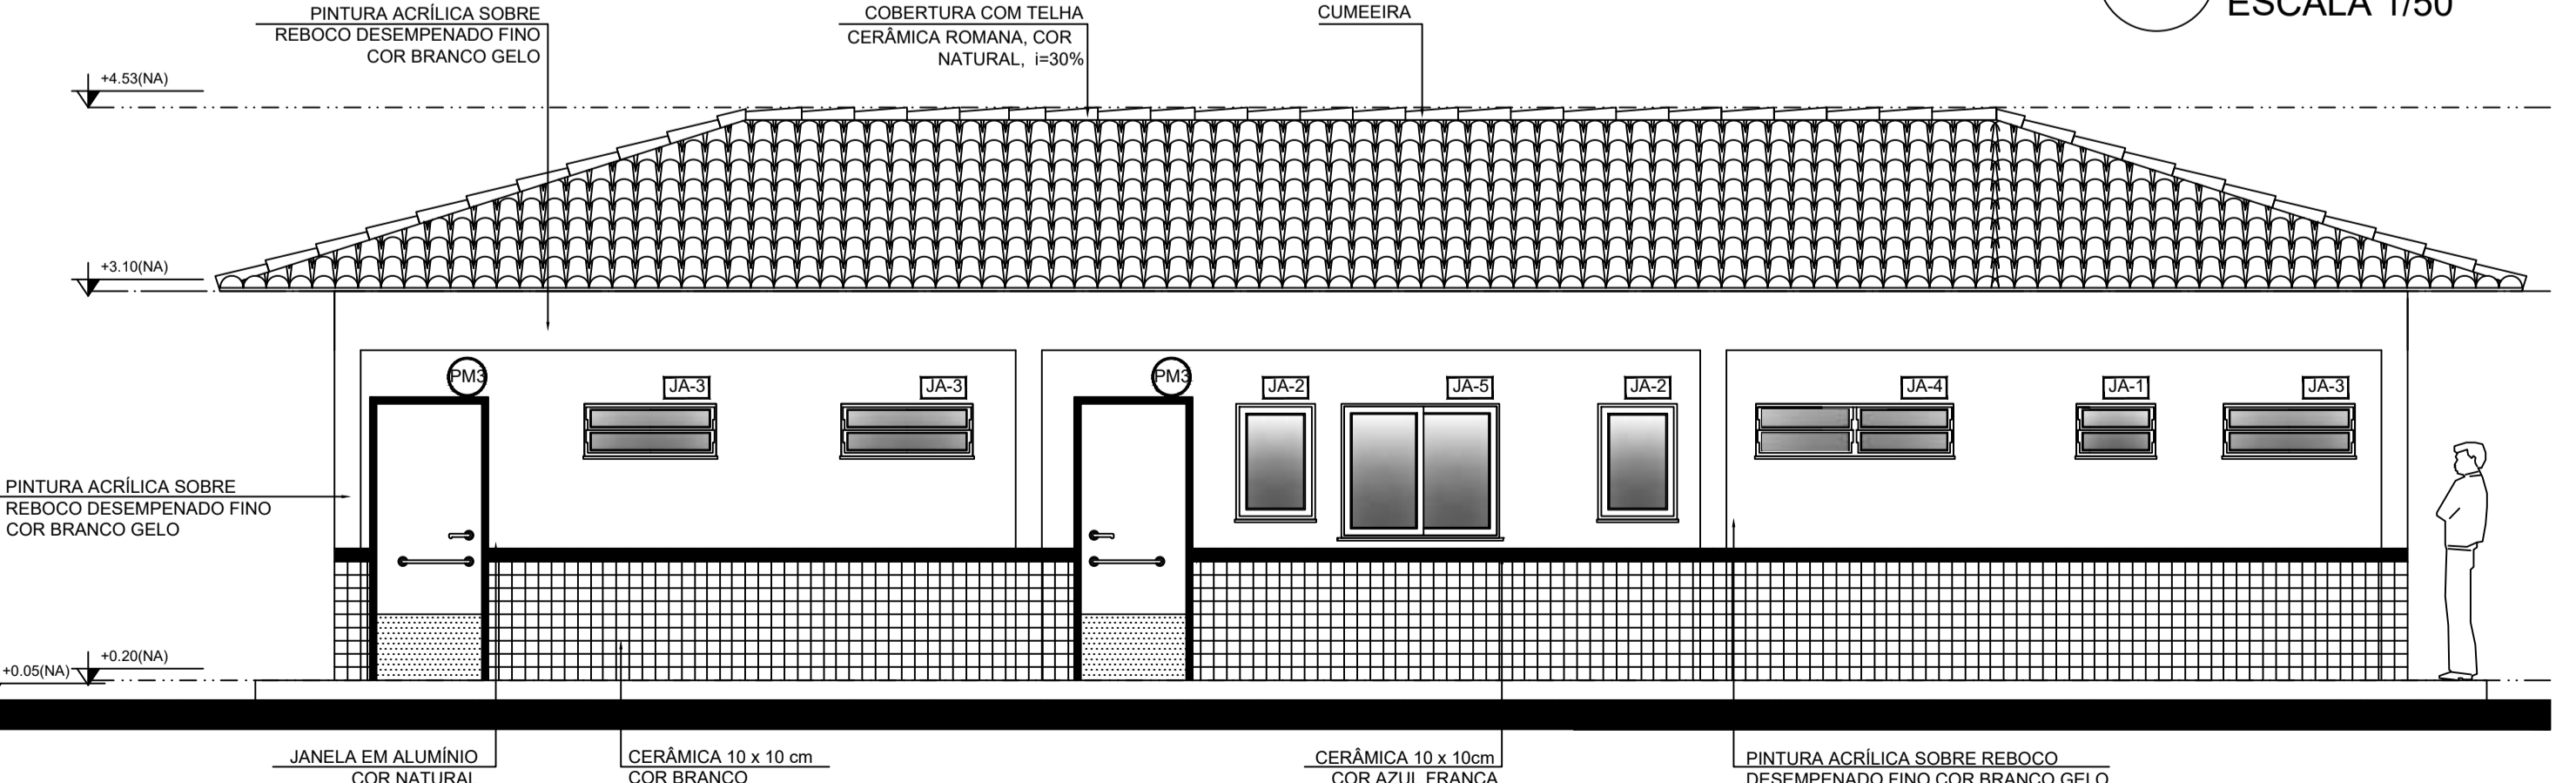 ESCALA 1/50
PINTURA ACRÍLICA SOBRE
REBOCO DESEMPENADO FINO
COR BRANCO GELO
COBERTURA COM TELHA
CERÂMICA ROMANA, COR
NATURAL, i=30%
CUMEEIRA
+4.53(NA)
+3.10(NA)
PM3
JA-3
JA-3
PM3
JA-2
JA-5
JA-2
JA-4
JA-1
JA-3
PINTURA ACRÍLICA SOBRE
REBOCO DESEMPENADO FINO
COR BRANCO GELO
+0.20(NA)
+0.05(NA)
JANELA EM ALUMÍNIO
COR NATURAL
CERÂMICA 10 x 10 cm
COR BRANCO
CERÂMICA 10 x 10cm
COR AZUL FRANÇA
PINTURA ACRÍLICA SOBRE REBOCO
DESEMPENADO FINO COR BRANCO GELO